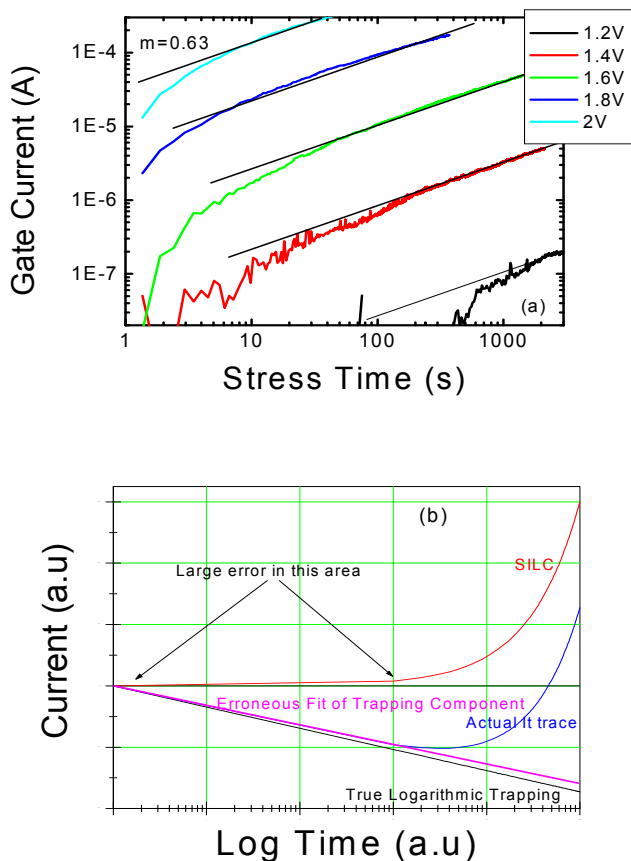 m=0.63
1.2V
1.4V
1.6V
1.8V
2V
1E-4
1E-5
1E-6
1E-7
Gate Current (A)
(a)
1
10
100
1000
Stress Time (s)
(b)
Large error in this area
SILC
Erroneous Fit of Trapping Component
Actual It trace
True Logarithmic Trapping
Current (a.u)
Log Time (a.u)